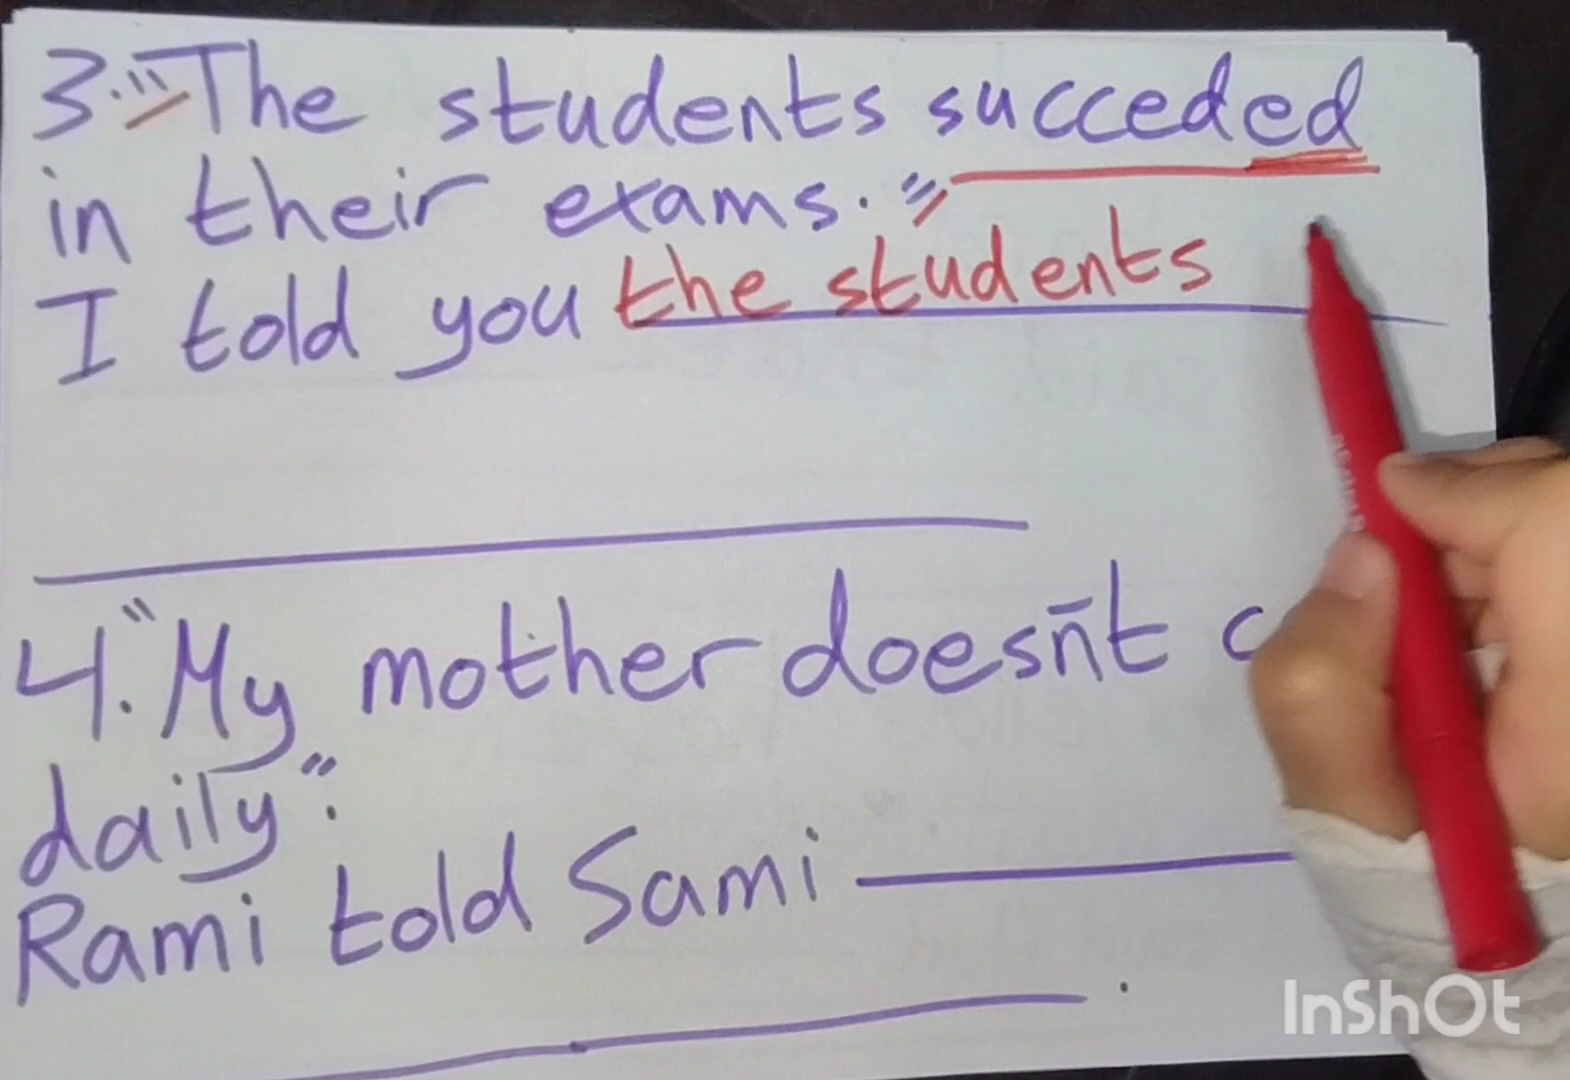 3. "The students succeded
in their exams."
I told you the students
4. "My mother doesn't
daily".
Rami told Sami
.
InShOt